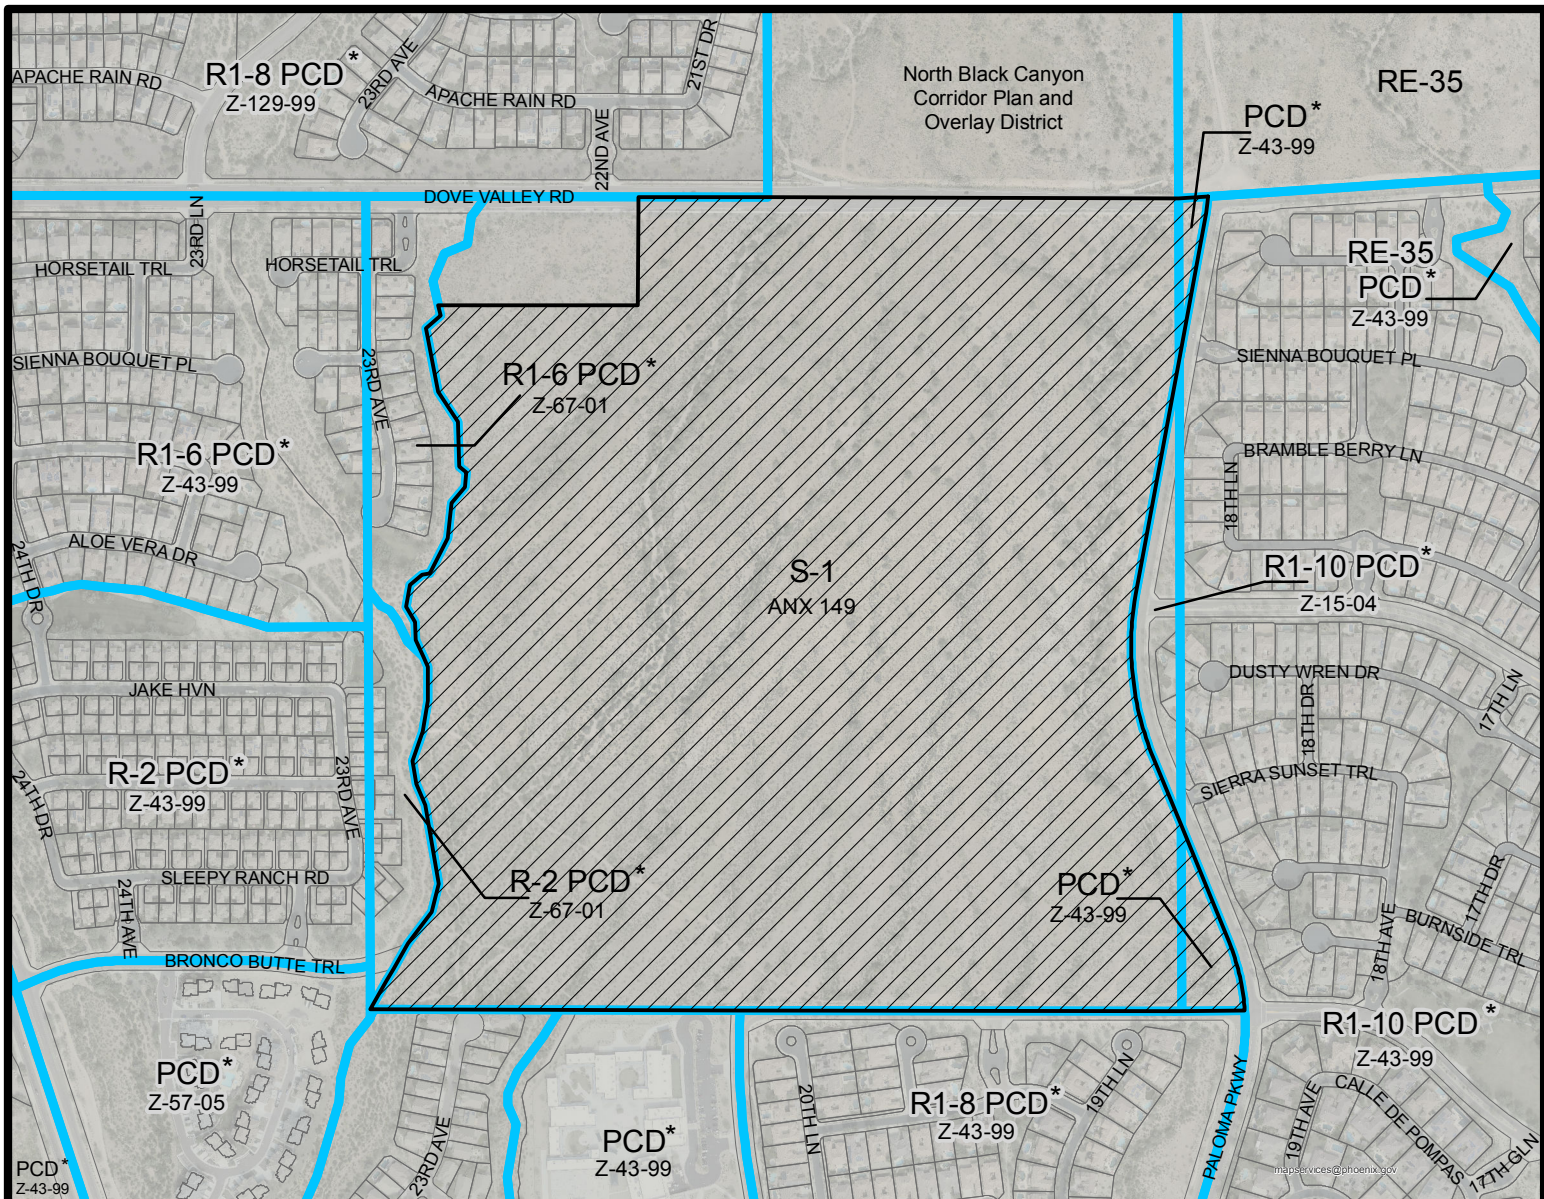 APACHE RAIN RD
R1-8 PCD*
Z-129-99
23RD AVE
APACHE RAIN RD
21ST DR
22ND AVE
North Black Canyon
Corridor Plan and
Overlay District
RE-35
PCD*
Z-43-99
DOVE VALLEY RD
23RD LN
HORSETAIL TRL
HORSETAIL TRL
RE-35
PCD*
Z-43-99
SIENNA BOUQUET PL
23RD AVE
R1-6 PCD*
Z-67-01
SIENNA BOUQUET PL
R1-6 PCD*
Z-43-99
BRAMBLE BERRY LN
18TH LN
24TH DR
ALOE VERA DR
S-1
ANX 149
R1-10 PCD*
Z-15-04
JAKE HVN
DUSTY WREN DR
18TH DR
17TH LN
R-2 PCD*
Z-43-99
24TH DR
23RD AVE
SIERRA SUNSET TRL
SLEEPY RANCH RD
24TH AVE
R-2 PCD*
Z-67-01
PCD*
Z-43-99
17TH DR
18TH AVE
BURNSIDE TRL
BRONCO BUTTE TRL
R1-10 PCD*
Z-43-99
PCD*
Z-57-05
23RD AVE
PCD*
Z-43-99
20TH LN
R1-8 PCD*
Z-43-99
19TH LN
PALOMA PKWY
19TH AVE
CALLE DE POMPAS
17TH GLN
PCD*
Z-43-99
mapservices@phoenix.gov